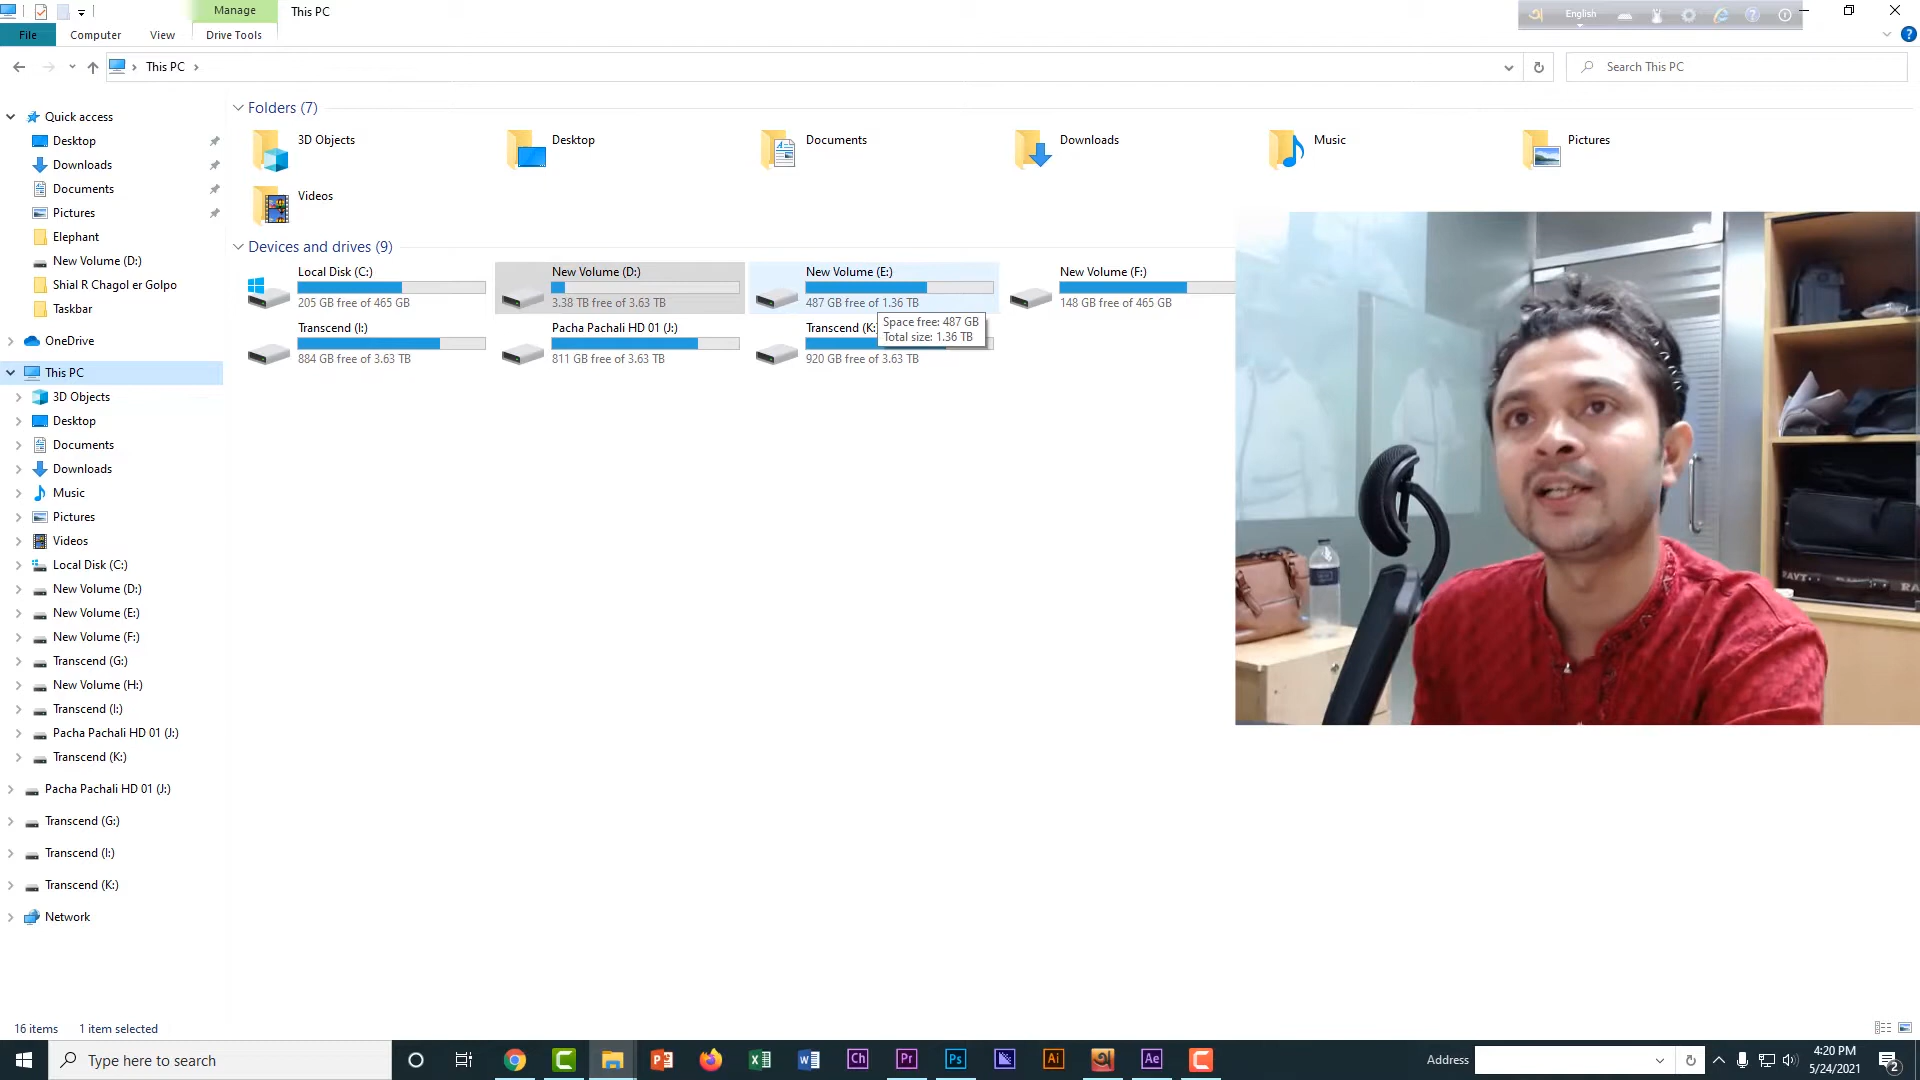 Manage
This PC
English
File
Computer
View
Drive Tools
This PC
Search This PC
Quick access
Desktop
Downloads
Documents
Pictures
Elephant
New Volume (D:)
Shial R Chagol er Golpo
Taskbar
OneDrive
This PC
3D Objects
Desktop
Documents
Downloads
Music
Pictures
Videos
Local Disk (C:)
New Volume (D:)
New Volume (E:)
New Volume (F:)
Transcend (G:)
New Volume (H:)
Transcend (I:)
Pacha Pachali HD 01 (J:)
Transcend (K:)
Pacha Pachali HD 01 (J:)
Transcend (G:)
Transcend (I:)
Transcend (K:)
Network
Folders (7)
3D Objects
Desktop
Documents
Downloads
Music
Pictures
Videos
Devices and drives (9)
Local Disk (C:)
205 GB free of 465 GB
New Volume (D:)
3.38 TB free of 3.63 TB
New Volume (E:)
487 GB free of 1.36 TB
New Volume (F:)
148 GB free of 465 GB
Space free: 487 GB
Total size: 1.36 TB
Transcend (I:)
884 GB free of 3.63 TB
Pacha Pachali HD 01 (J:)
811 GB free of 3.63 TB
Transcend (K:
920 GB free of 3.63 TB
16 items
1 item selected
Type here to search
Ch
Pr
Ps
Ai
Ae
Address
4:20 PM
5/24/2021
2